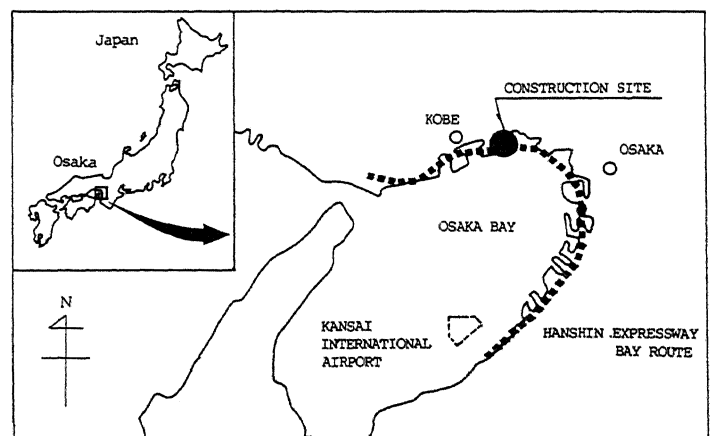 Japan
CONSTRUCTION SITE
KOBE
OSAKA
Osaka
OSAKA BAY
N
KANSAI
INTERNATIONAL
AIRPORT
HANSHIN.EXPRESSWAY
BAY ROUTE